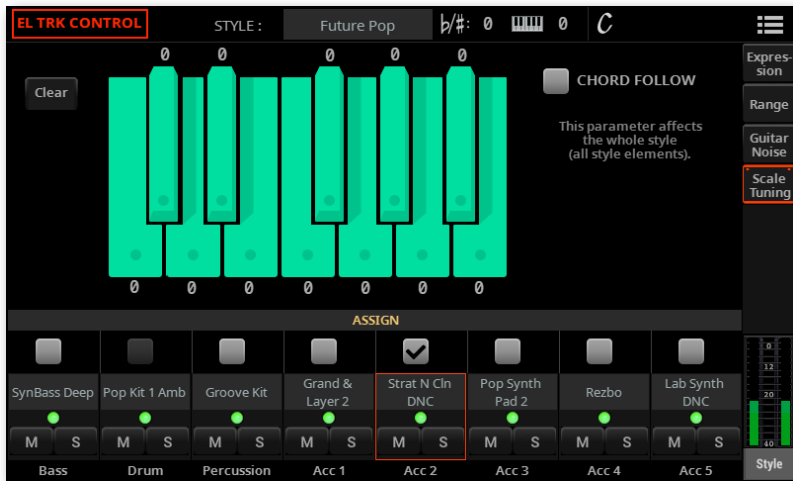 EL TRK CONTROL
STYLE :
Future Pop
♭/#: 0
0
C
Clear
0 0 0 0 0
0 0 0 0 0 0 0
CHORD FOLLOW
This parameter affects
the whole style
(all style elements).
Expres-
sion
Range
Guitar
Noise
Scale
Tuning
ASSIGN
SynBass Deep
Pop Kit 1 Amb
Groove Kit
Grand &
Layer 2
Strat N Cln
DNC
Pop Synth
Pad 2
Rezbo
Lab Synth
DNC
M S M S M S M S M S M S M S M S
Bass Drum Percussion Acc 1 Acc 2 Acc 3 Acc 4 Acc 5
0
12
20
40
Style